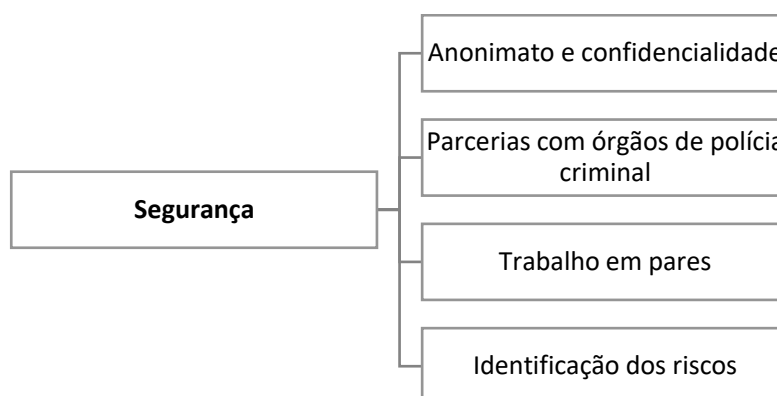 Anonimato e confidencialidade
Parcerias com órgãos de polícia
criminal
Segurança
Trabalho em pares
Identificação dos riscos